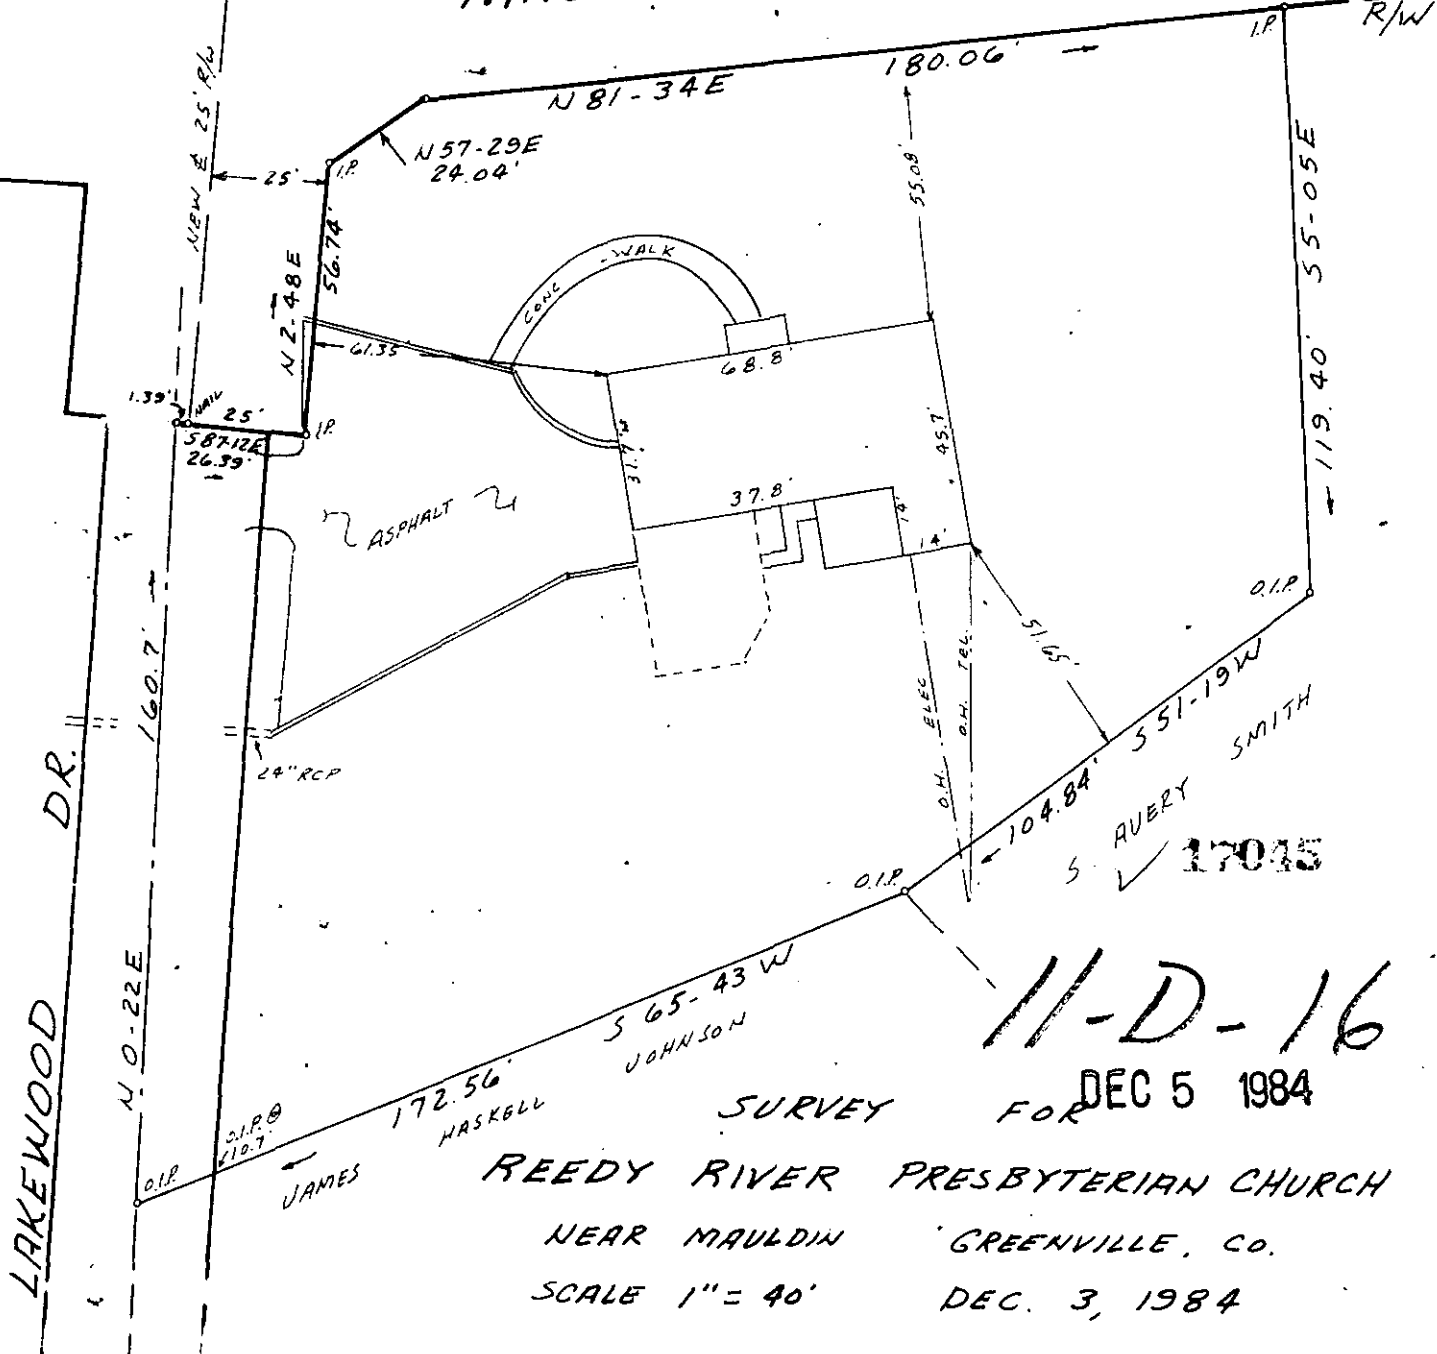 R/W
I.P.
180.06'
N 81-34E
NEW ⅊ 25' R/W
N 57-29E
24.04'
I.P.
25'
55.08'
S 5-05E
119.40'
56.74'
N 2-48E
CONC - WALK
61.35'
68.8'
1.39'
NAIL
25'
I.P.
S 87-12E
26.39'
31.7'
45.7'
37.8'
14'
14'
ASPHALT
O.I.P.
51.65'
160.7'
O.H. ELEC
O.H. TEL.
S 51-19W
104.84'
24" RCP
S. AVERY SMITH
17045
O.I.P.
N 0-22E
S 65-43 W
172.56'
JAMES HASKELL JOHNSON
11-D-16
DEC 5 1984
O.I.P. @
10.7'
O.I.P.
LAKEWOOD DR.
SURVEY FOR
REEDY RIVER PRESBYTERIAN CHURCH
NEAR MAULDIN GREENVILLE, CO.
SCALE 1" = 40' DEC. 3, 1984